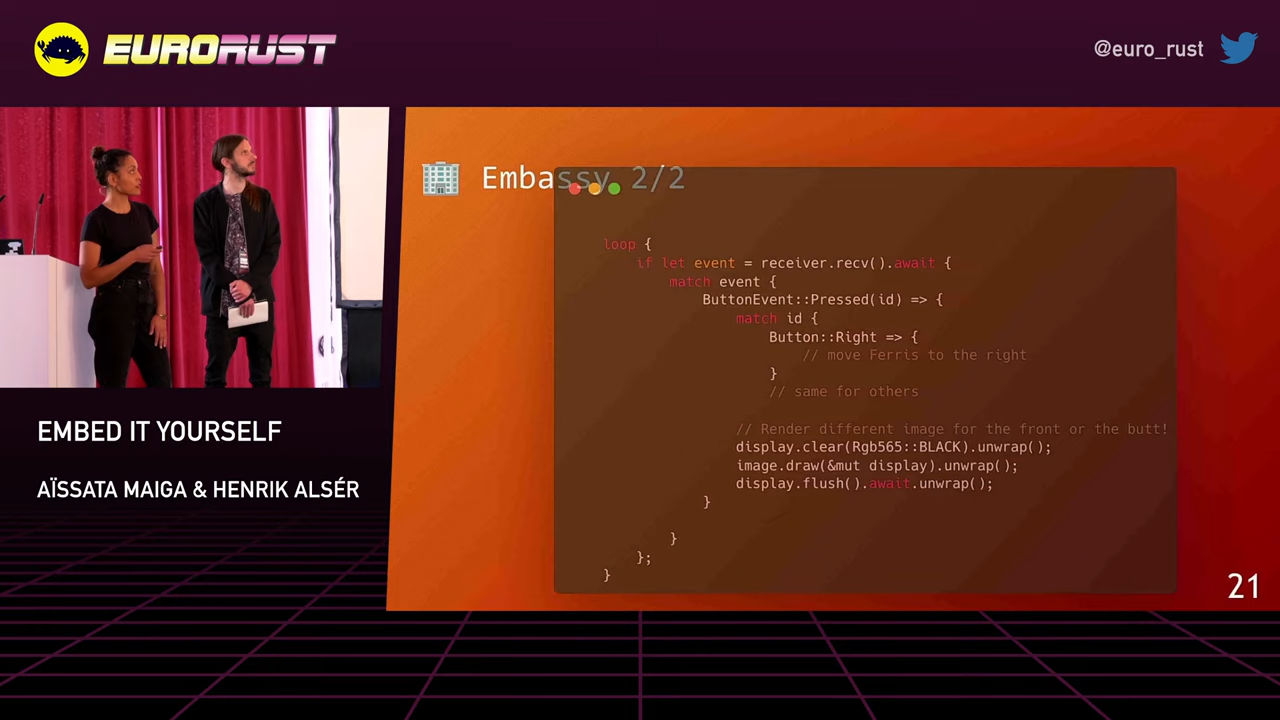 EURORUST
@euro_rust
Embassy 2/2
loop {
if let event = receiver.recv().await {
match event {
ButtonEvent::Pressed(id) => {
match id {
Button::Right => {
// move Ferris to the right
}
// same for others
// Render different image for the front or the butt!
display.clear(Rgb565::BLACK).unwrap();
image.draw(&mut display).unwrap();
display.flush().await.unwrap();
}
}
};
}
21
EMBED IT YOURSELF
AÏSSATA MAIGA & HENRIK ALSÉR